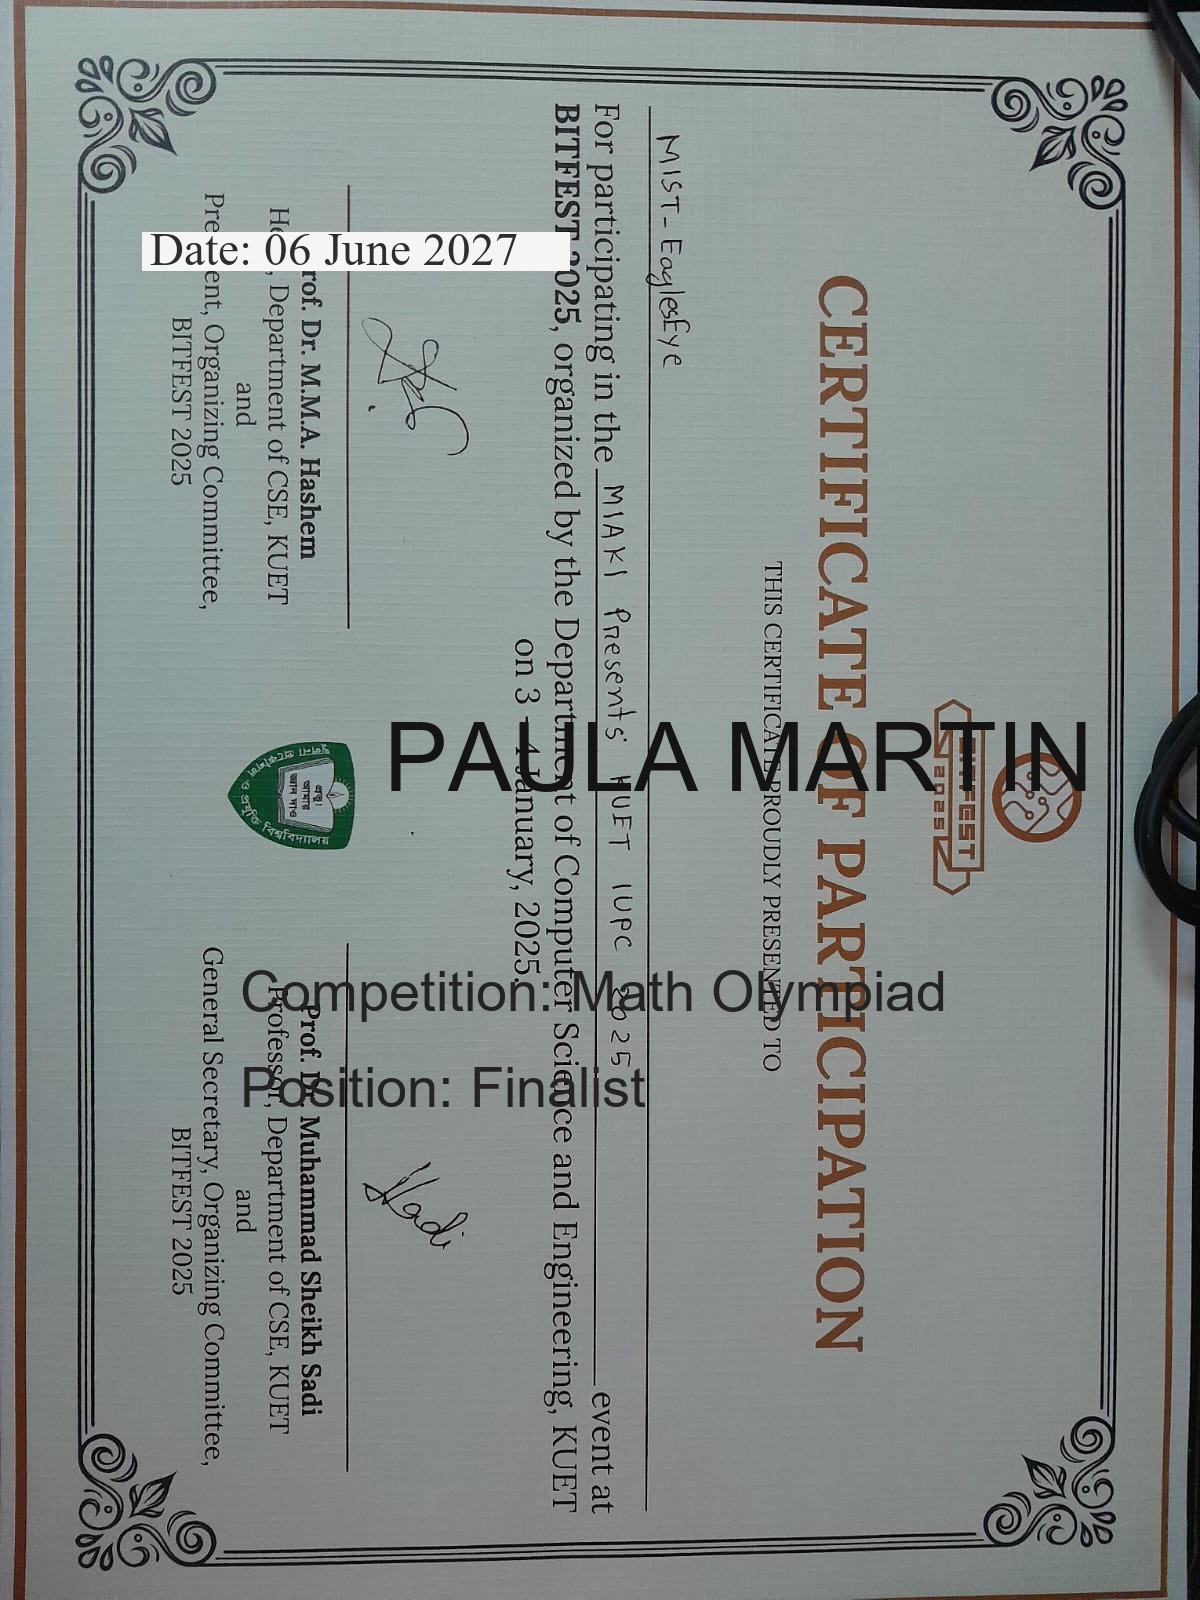 BITFEST
2025
CERTIFICATE OF PARTICIPATION
THIS CERTIFICATE PROUDLY PRESENTED TO
MIST-EaglesEye
For participating in the MIAKI Presents KUET IUPC 2025 event at
BITFEST 2025, organized by the Department of Computer Science and Engineering, KUET
on 3 - 4 January, 2025.
Prof. Dr. M.M.A. Hashem
Head, Department of CSE, KUET
and
President, Organizing Committee,
BITFEST 2025
Prof. Dr. Muhammad Sheikh Sadi
Professor, Department of CSE, KUET
and
General Secretary, Organizing Committee,
BITFEST 2025
Date: 06 June 2027
PAULA MARTIN
Competition: Math Olympiad
Position: Finalist